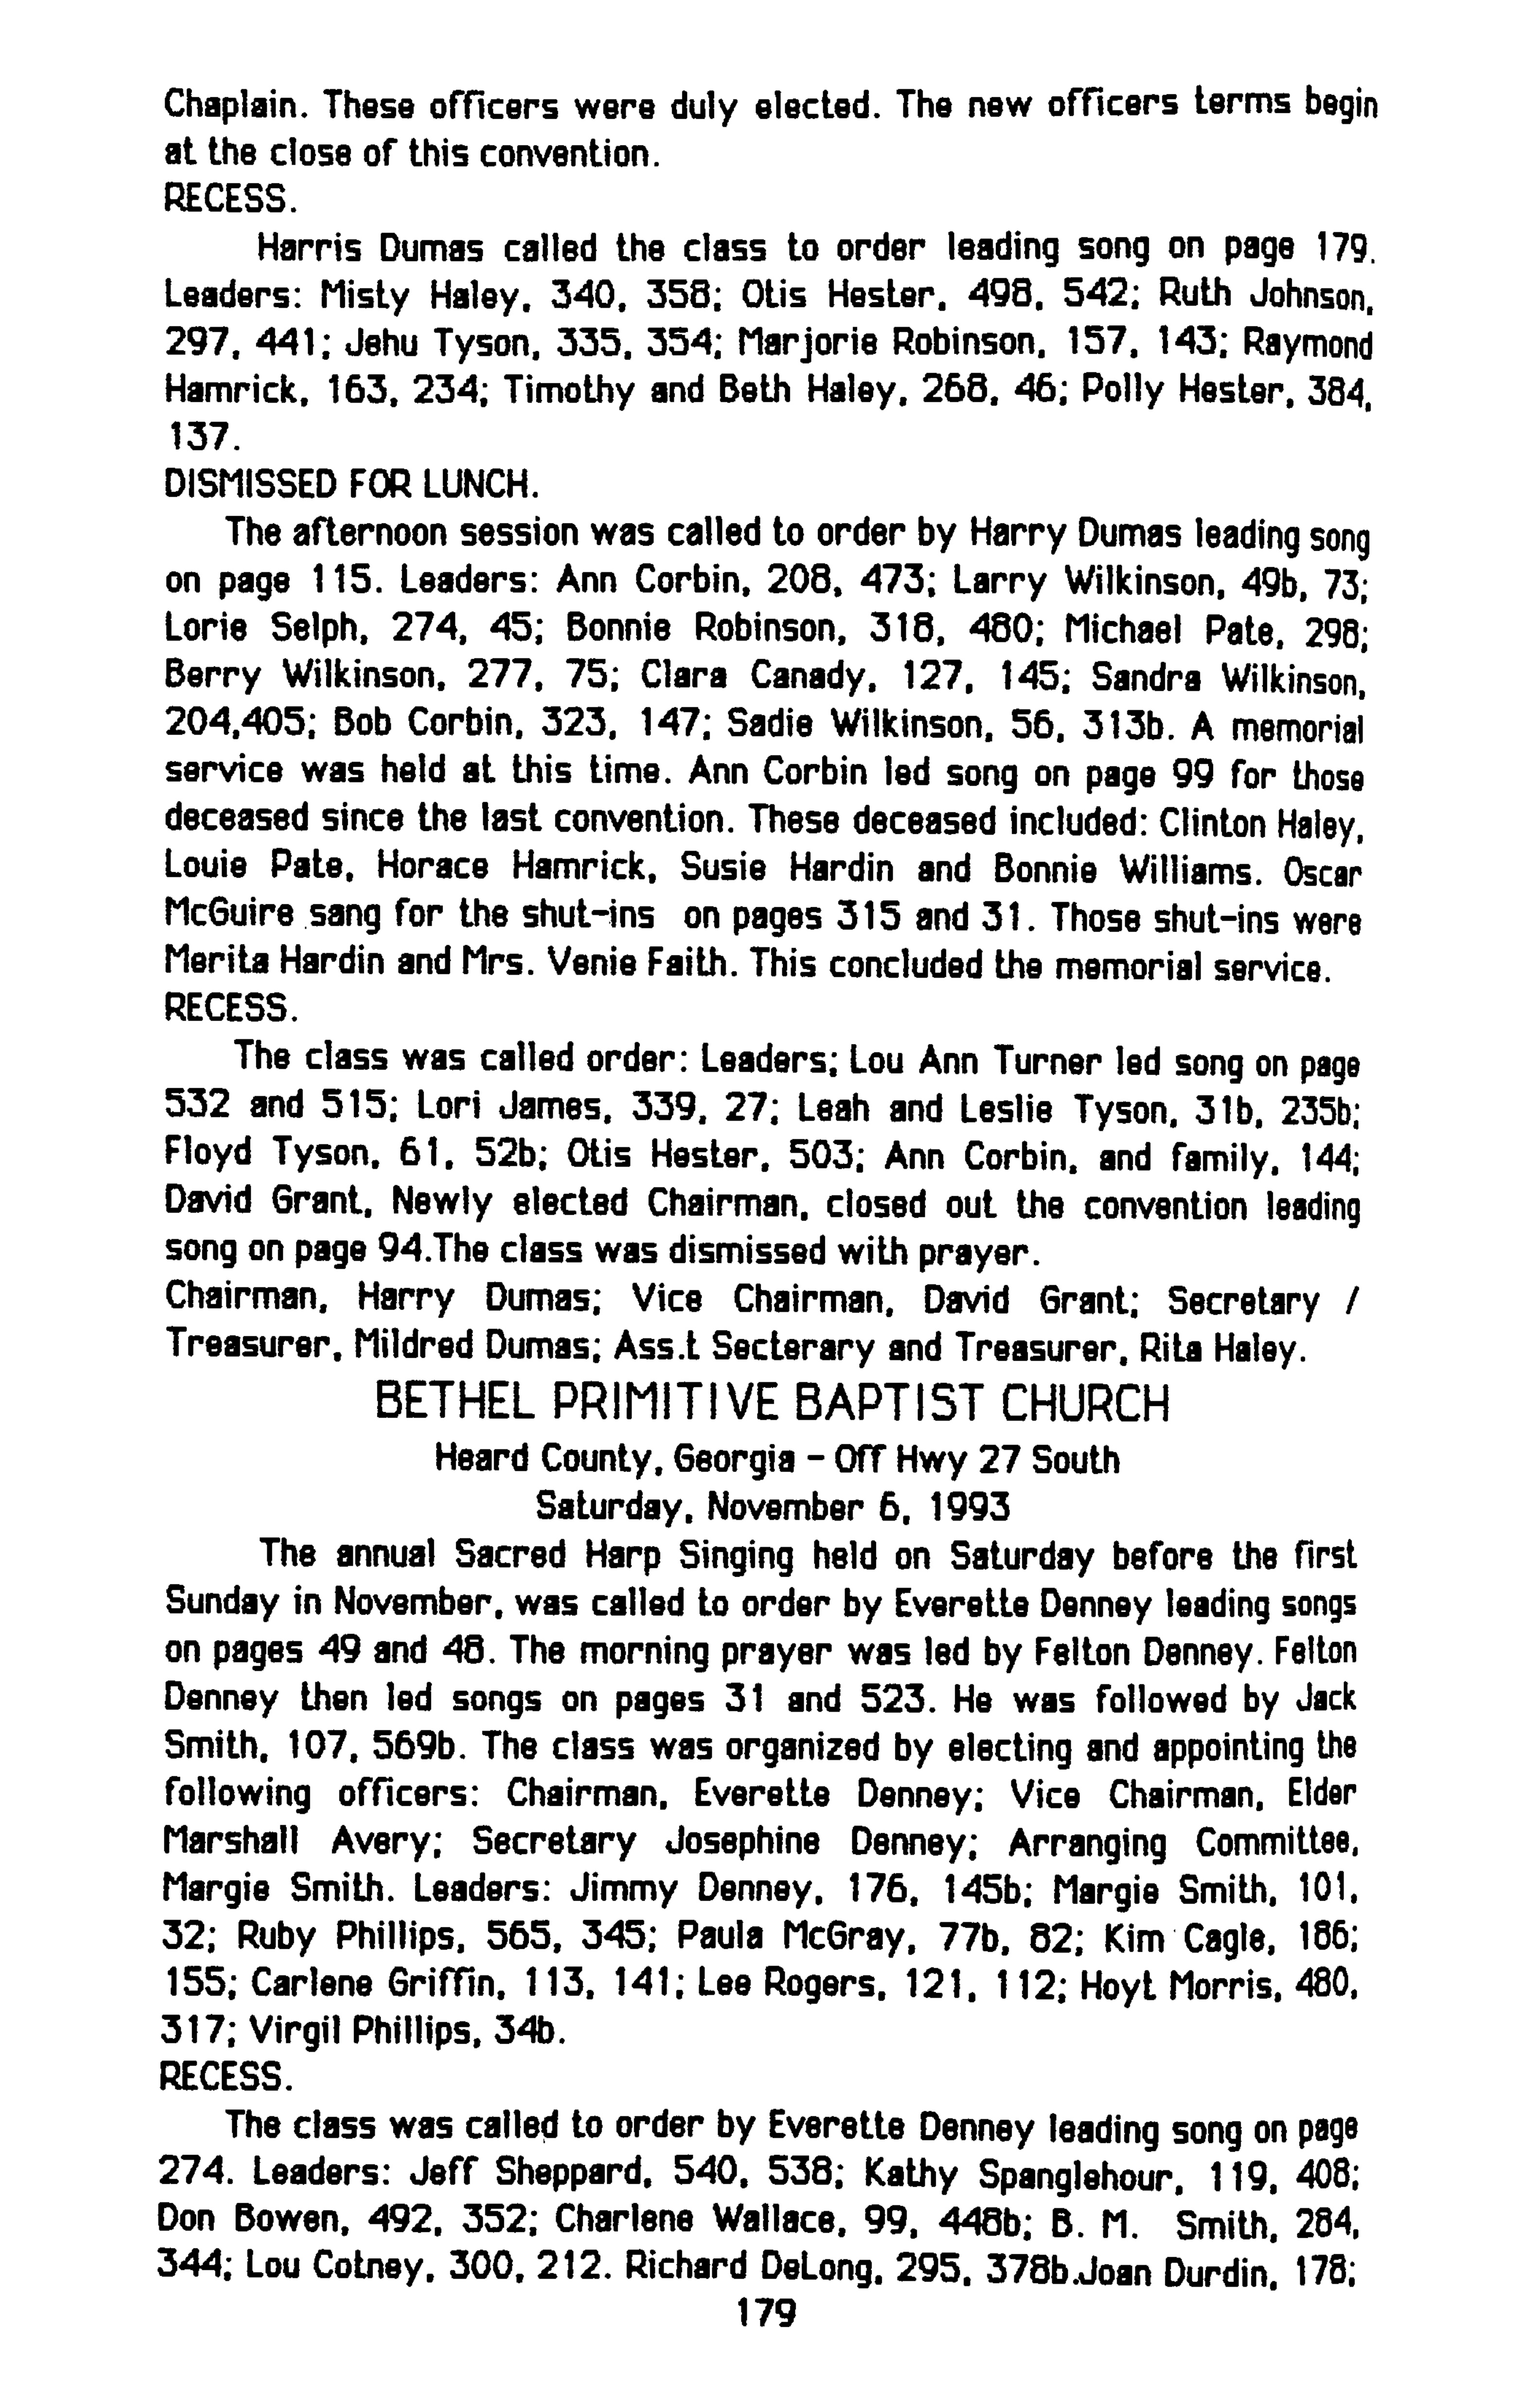 Chaplain. These officers were duly elected. The new officers terms begin
at the close of this convention.
RECESS.
Harris Dumas called the class to order leading song on page 179.
Leaders: Misty Haley, 340, 358; Otis Hester, 498, 542; Ruth Johnson,
297, 441; Jehu Tyson, 335, 354; Marjorie Robinson, 157, 143; Raymond
Hamrick, 163, 234; Timothy and Beth Haley, 268, 46; Polly Hester, 384,
137.
DISMISSED FOR LUNCH.
The afternoon session was called to order by Harry Dumas leading song
on page 115. Leaders: Ann Corbin, 208, 473; Larry Wilkinson, 49b, 73;
Lorie Selph, 274, 45; Bonnie Robinson, 318, 480; Michael Pate, 298;
Berry Wilkinson, 277, 75; Clara Canady, 127, 145; Sandra Wilkinson,
204,405; Bob Corbin, 323, 147; Sadie Wilkinson, 56, 313b. A memorial
service was held at this time. Ann Corbin led song on page 99 for those
deceased since the last convention. These deceased included: Clinton Haley,
Louie Pate, Horace Hamrick, Susie Hardin and Bonnie Williams. Oscar
McGuire sang for the shut-ins on pages 315 and 31. Those shut-ins were
Merita Hardin and Mrs. Venie Faith. This concluded the memorial service.
RECESS.
The class was called order: Leaders; Lou Ann Turner led song on page
532 and 515; Lori James, 339, 27; Leah and Leslie Tyson, 31b, 235b;
Floyd Tyson, 61, 52b; Otis Hester, 503; Ann Corbin, and family, 144;
David Grant, Newly elected Chairman, closed out the convention leading
song on page 94.The class was dismissed with prayer.
Chairman, Harry Dumas; Vice Chairman, David Grant; Secretary /
Treasurer, Mildred Dumas; Ass.t Secterary and Treasurer, Rita Haley.
BETHEL PRIMITIVE BAPTIST CHURCH
Heard County, Georgia - Off Hwy 27 South
Saturday, November 6, 1993
The annual Sacred Harp Singing held on Saturday before the first
Sunday in November, was called to order by Everette Denney leading songs
on pages 49 and 48. The morning prayer was led by Felton Denney. Felton
Denney then led songs on pages 31 and 523. He was followed by Jack
Smith, 107, 569b. The class was organized by electing and appointing the
following officers: Chairman, Everette Denney; Vice Chairman, Elder
Marshall Avery; Secretary Josephine Denney; Arranging Committee,
Margie Smith. Leaders: Jimmy Denney, 176, 145b; Margie Smith, 101,
32; Ruby Phillips, 565, 345; Paula McGray, 77b, 82; Kim Cagle, 186;
155; Carlene Griffin, 113, 141; Lee Rogers, 121, 112; Hoyt Morris, 480,
317; Virgil Phillips, 34b.
RECESS.
The class was called to order by Everette Denney leading song on page
274. Leaders: Jeff Sheppard, 540, 538; Kathy Spanglehour, 119, 408;
Don Bowen, 492, 352; Charlene Wallace, 99, 448b; B. M. Smith, 284,
344; Lou Cotney, 300, 212. Richard DeLong, 295, 378b.Joan Durdin, 178;
179